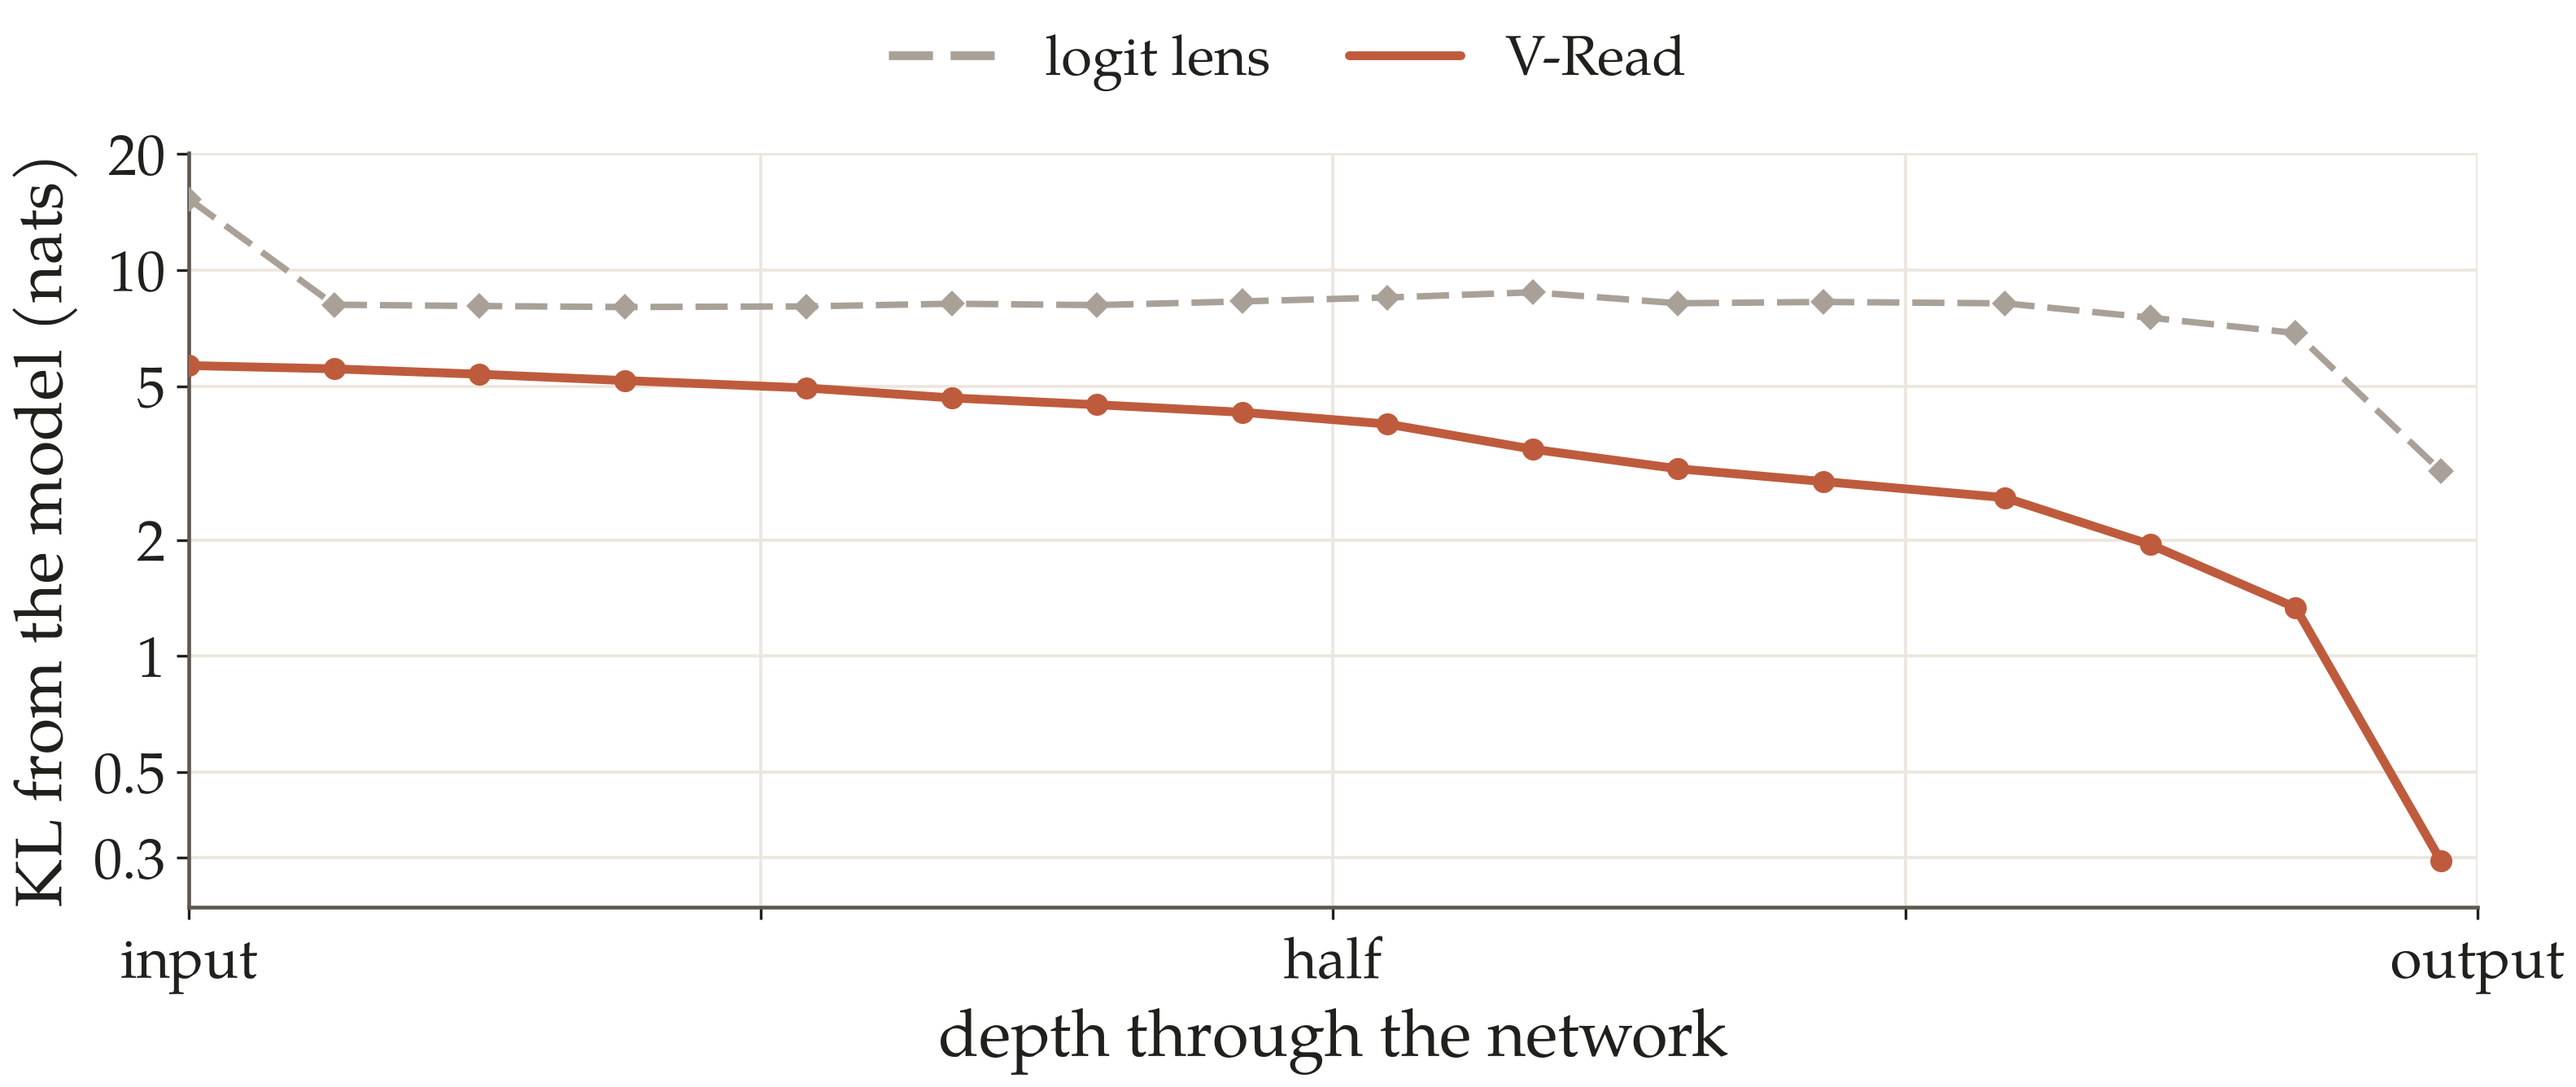 logit lens
V-Read
KL from the model (nats)
20
10
5
2
1
0.5
0.3
input
half
output
depth through the network